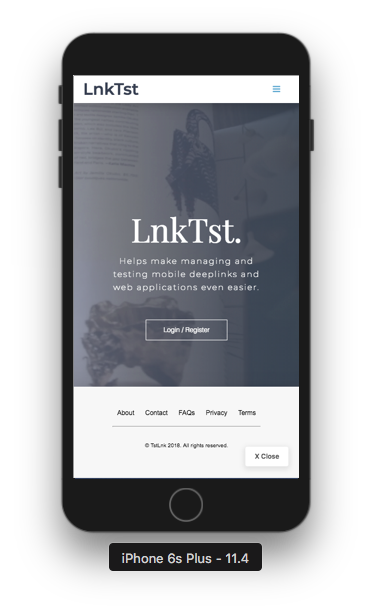 LnkTst
LnkTst.
Helps make managing and
testing mobile deeplinks and
web applications even easier.
Login / Register
About Contact FAQs Privacy Terms
© TstLnk 2018. All rights reserved.
X Close
iPhone 6s Plus - 11.4